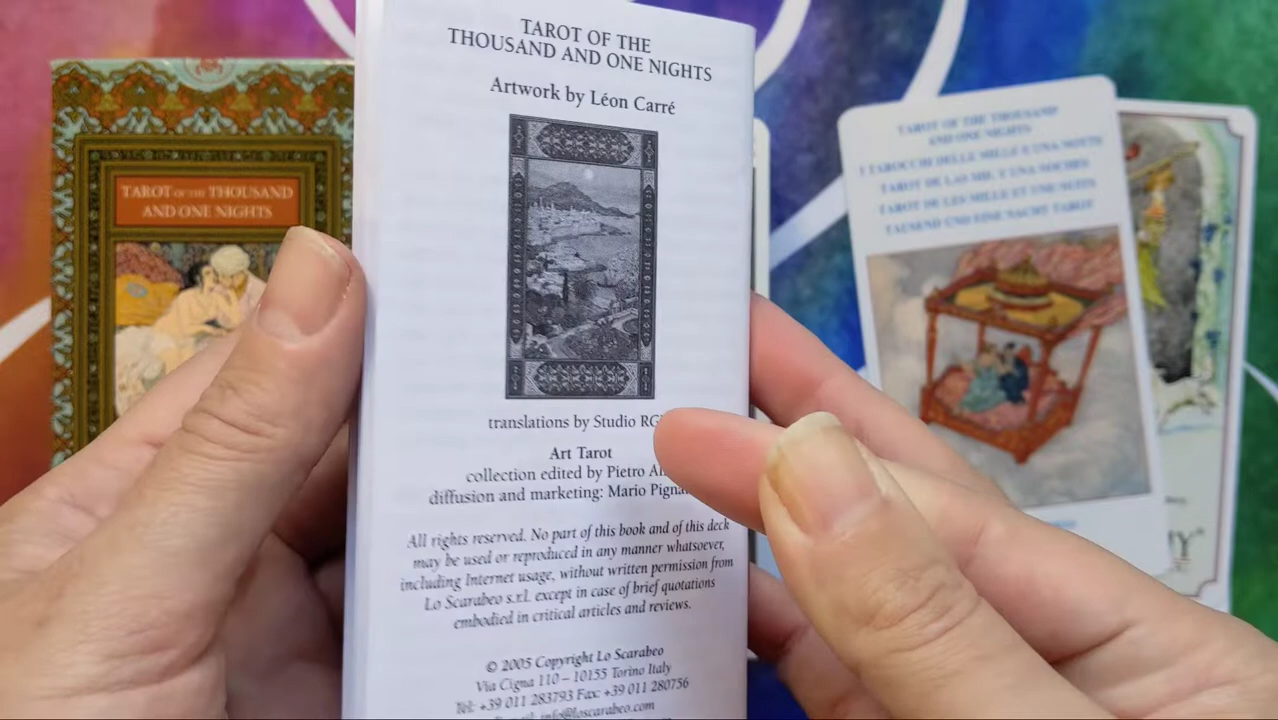 TAROT OF THE THOUSAND
AND ONE NIGHTS
TAROT OF THE
THOUSAND AND ONE NIGHTS
Artwork by Léon Carré
translations by Studio
Art Tarot
collection edited by Pietro
diffusion and marketing: Mario
All rights reserved. No part of this book and of this deck
may be used or reproduced in any manner whatsoever,
including Internet usage, without written permission from
Lo Scarabeo s.r.l. except in case of brief quotations
embodied in critical articles and reviews.
© 2005 Copyright Lo Scarabeo
Via Cigna 110 – 10155 Torino Italy
Tel: +39 011 283793 Fax: +39 011 280756
info@loscarabeo.com
TAROT OF THE THOUSAND
AND ONE NIGHTS
I TAROCCHI DELLE MILLE E UNA NOTTE
TAROT DE LAS MIL Y UNA NOCHES
TAROT DE LES MILLE ET UNE NUITS
TAUSEND UND EINE NACHT TAROT